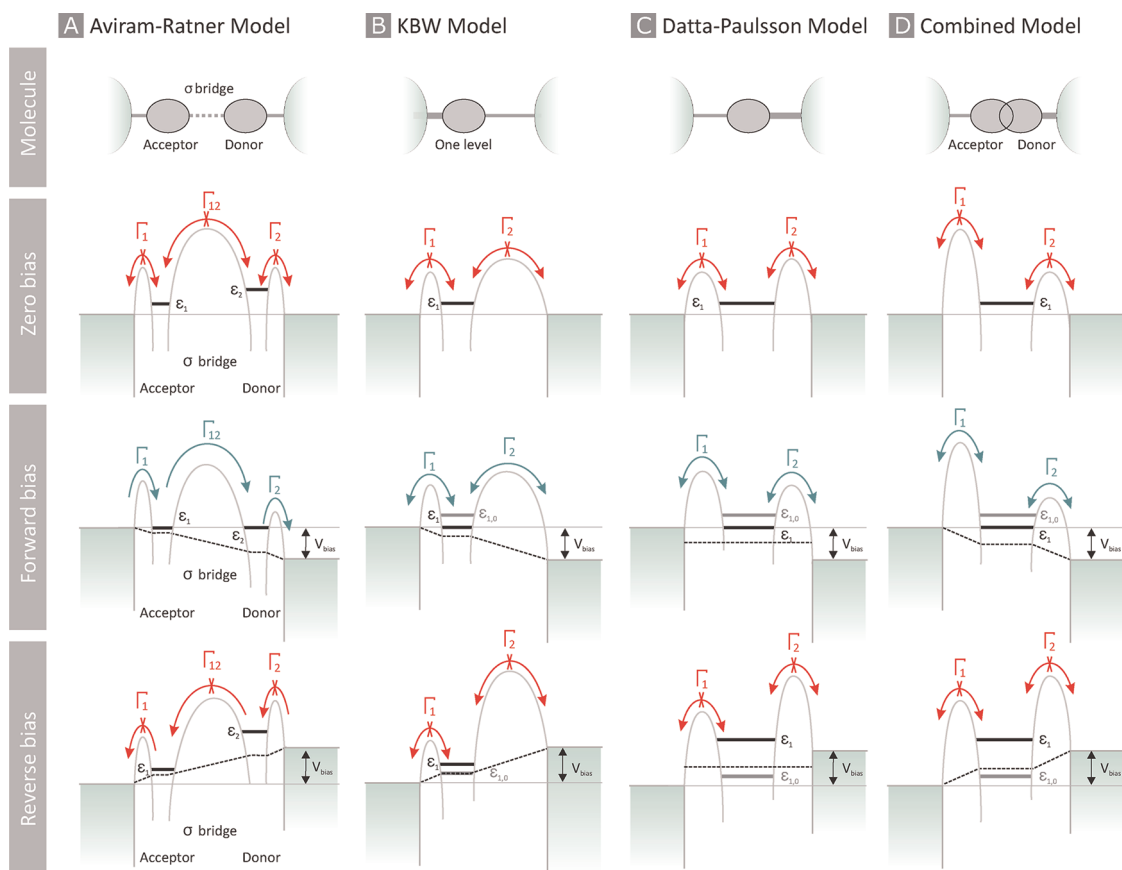 A Aviram-Ratner Model
B KBW Model
C Datta-Paulsson Model
D Combined Model
Molecule
σ bridge
Acceptor Donor
One level
Acceptor Donor
Zero bias
Γ1 Γ12 Γ2
ε1 ε2
σ bridge
Acceptor Donor
Γ1 Γ2
ε1
Γ1 Γ2
ε1
Γ1 Γ2
ε1
Forward bias
Γ1 Γ12 Γ2
ε1 ε2
Vbias
σ bridge
Acceptor Donor
Γ1 Γ2
ε1 ε1,0
Vbias
Γ1 Γ2
ε1,0
ε1
Vbias
Γ1 Γ2
ε1,0
ε1
Vbias
Reverse bias
Γ1 Γ12 Γ2
ε1 ε2
Vbias
σ bridge
Acceptor Donor
Γ1 Γ2
ε1 ε1,0
Vbias
Γ1 Γ2
ε1
ε1,0
Vbias
Γ1 Γ2
ε1
ε1,0
Vbias